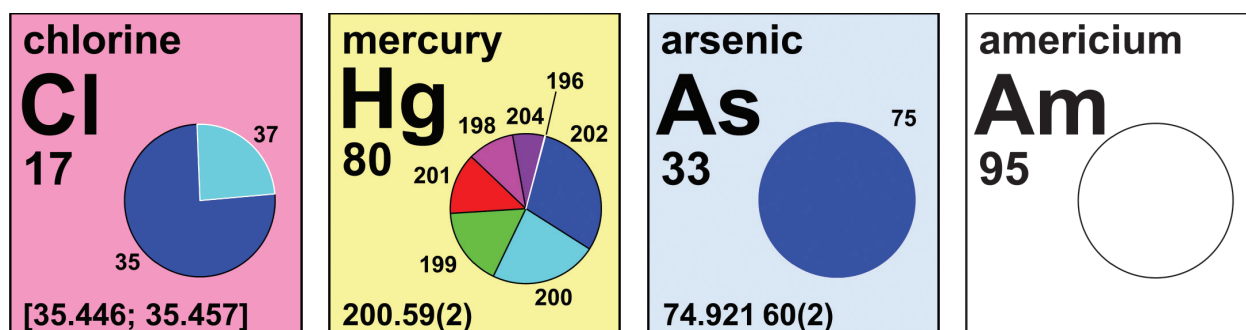 chlorine
Cl
17
37
35
[35.446; 35.457]
mercury
Hg
80
196
204
198
202
201
199
200
200.59(2)
arsenic
As
33
75
74.921 60(2)
americium
Am
95